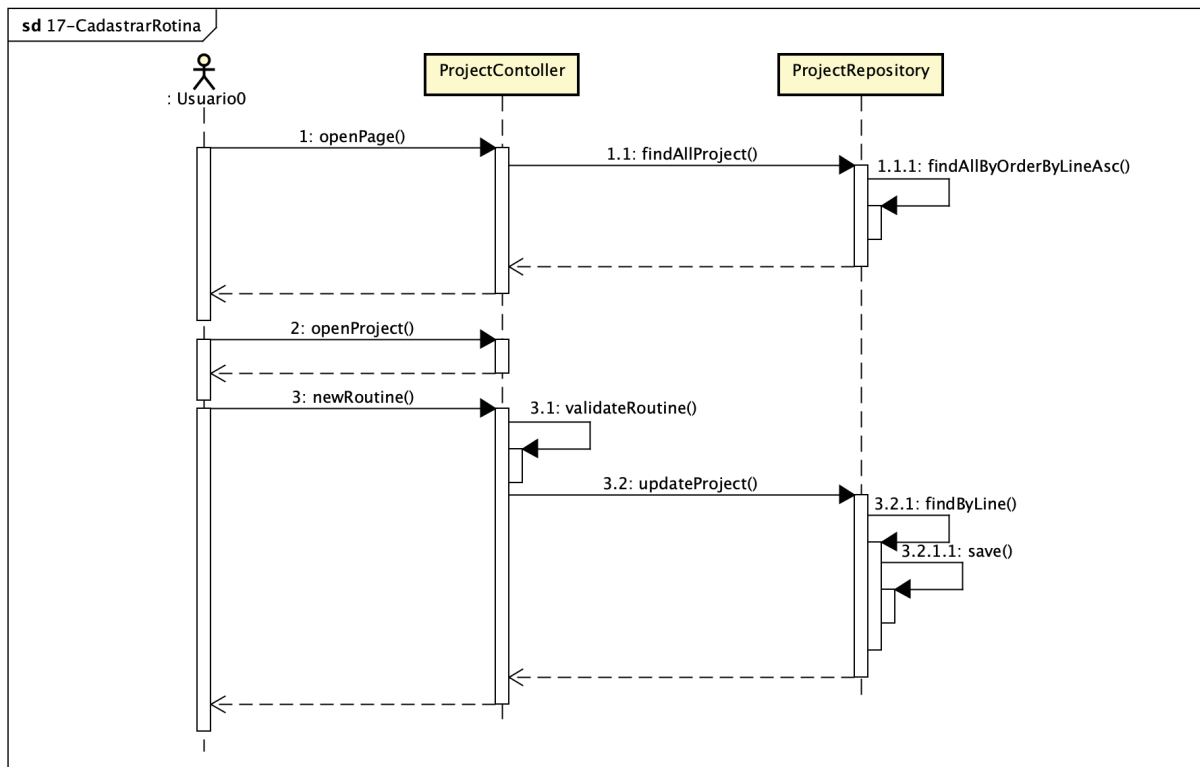 sd 17-CadastrarRotina
: Usuario0
ProjectContoller
ProjectRepository
1: openPage()
1.1: findAllProject()
1.1.1: findAllByOrderByLineAsc()
2: openProject()
3: newRoutine()
3.1: validateRoutine()
3.2: updateProject()
3.2.1: findByLine()
3.2.1.1: save()